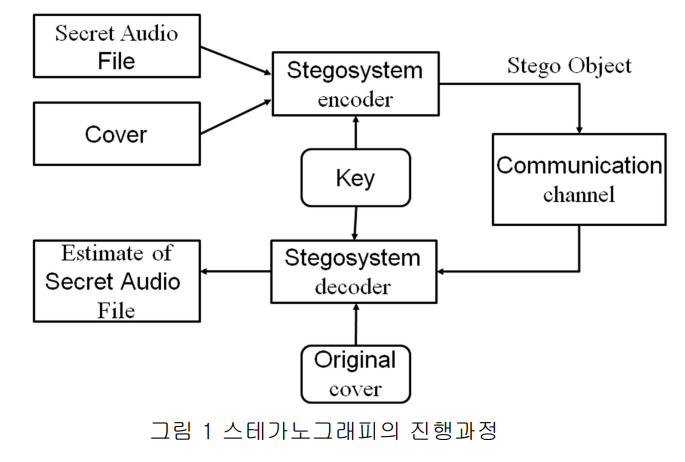 Secret Audio
File
Stegosystem
encoder
Stego Object
Cover
Key
Communication
channel
Estimate of
Secret Audio
File
Stegosystem
decoder
Original
cover
그림 1 스테가노그래피의 진행과정